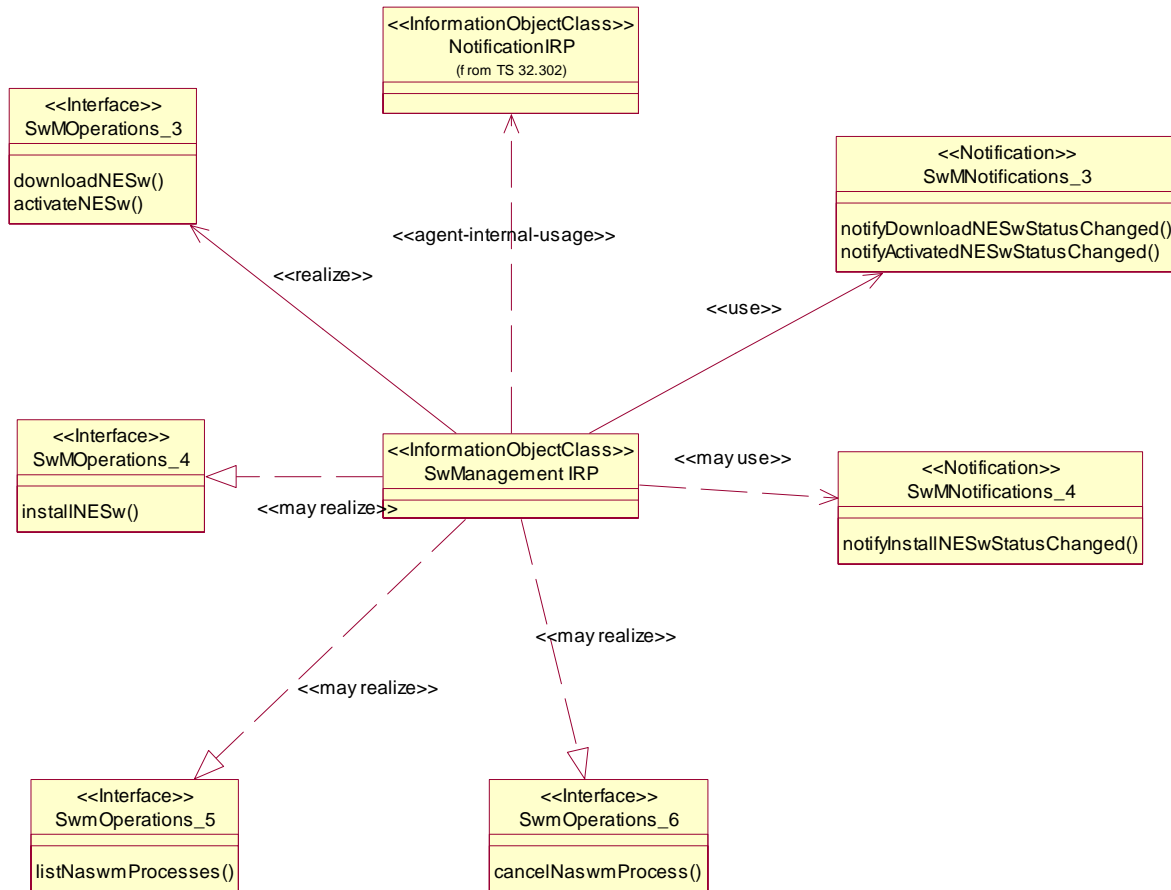 <<InformationObjectClass>>
NotificationIRP
(from TS 32.302)
<<Interface>>
SwMOperations_3
downloadNESw()
activateNESw()
<<Notification>>
SwMNotifications_3
notifyDownloadNESwStatusChanged()
notifyActivatedNESwStatusChanged()
<<agent-internal-usage>>
<<realize>>
<<use>>
<<Interface>>
SwMOperations_4
installNESw()
<<may realize>>
<<InformationObjectClass>>
SwManagement IRP
<<may use>>
<<Notification>>
SwMNotifications_4
notifyInstallNESwStatusChanged()
<<may realize>>
<<may realize>>
<<Interface>>
SwmOperations_5
listNaswmProcesses()
<<Interface>>
SwmOperations_6
cancelNaswmProcess()